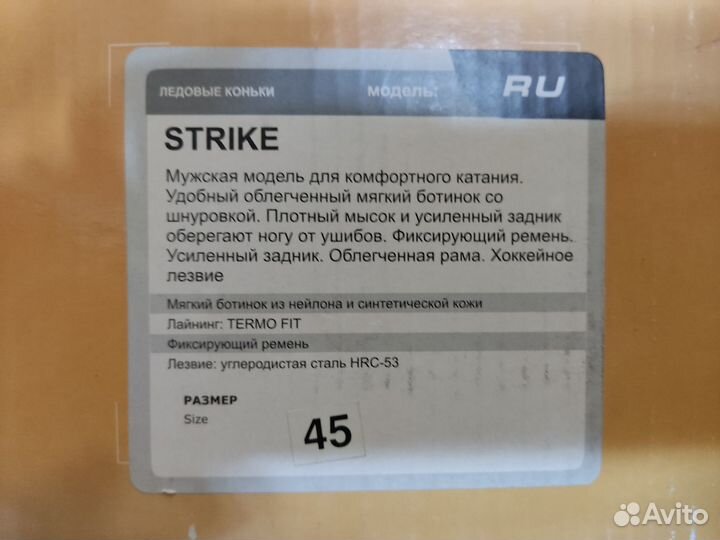 ЛЕДОВЫЕ КОНЬКИ модель: RU
STRIKE
Мужская модель для комфортного катания.
Удобный облегченный мягкий ботинок со
шнуровкой. Плотный мысок и усиленный задник
оберегают ногу от ушибов. Фиксирующий ремень.
Усиленный задник. Облегченная рама. Хоккейное
лезвие
Мягкий ботинок из нейлона и синтетической кожи
Лайнинг: TERMO FIT
Фиксирующий ремень
Лезвие: углеродистая сталь HRC-53
РАЗМЕР
Size
45
Avito